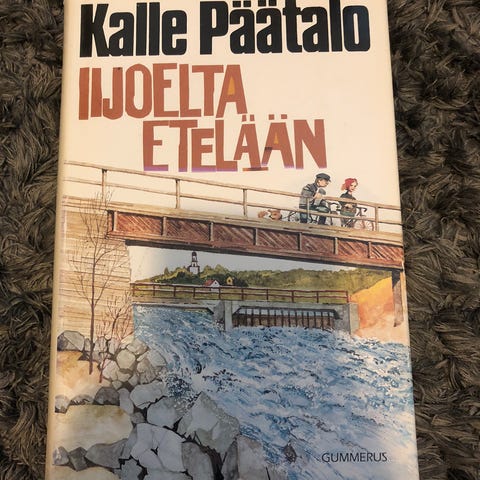 Kalle Päätalo
IIJOELTA
ETELÄÄN
GUMMERUS